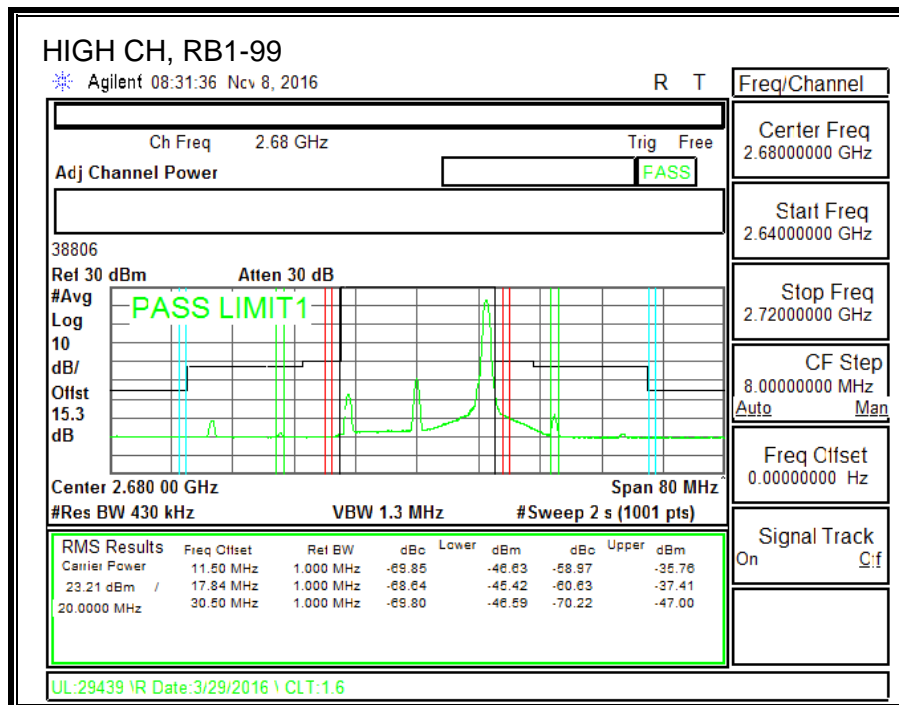 HIGH CH, RB1-99
Agilent 08:31:36 Nov 8, 2016 R T
Freq/Channel
Ch Freq 2.68 GHz Trig Free
Adj Channel Power PASS
Center Freq
2.68000000 GHz
Start Freq
2.64000000 GHz
Stop Freq
2.72000000 GHz
CF Step
8.00000000 MHz
Auto Man
Freq Offset
0.00000000 Hz
Signal Track
On Off
38806
Ref 30 dBm Atten 30 dB
#Avg
Log
10
dB/
Offst
15.3
dB
PASS LIMIT1
Center 2.680 00 GHz Span 80 MHz
#Res BW 430 kHz VBW 1.3 MHz #Sweep 2 s (1001 pts)
RMS Results Freq Offset Ref BW dBc Lower dBm dBc Upper dBm
Carrier Power 11.50 MHz 1.000 MHz -69.85 -46.63 -58.97 -35.76
23.21 dBm / 17.84 MHz 1.000 MHz -68.64 -45.42 -60.63 -37.41
20.0000 MHz 30.50 MHz 1.000 MHz -69.80 -46.59 -70.22 -47.00
UL:29439 \R Date:3/29/2016 \ CLT:1.6